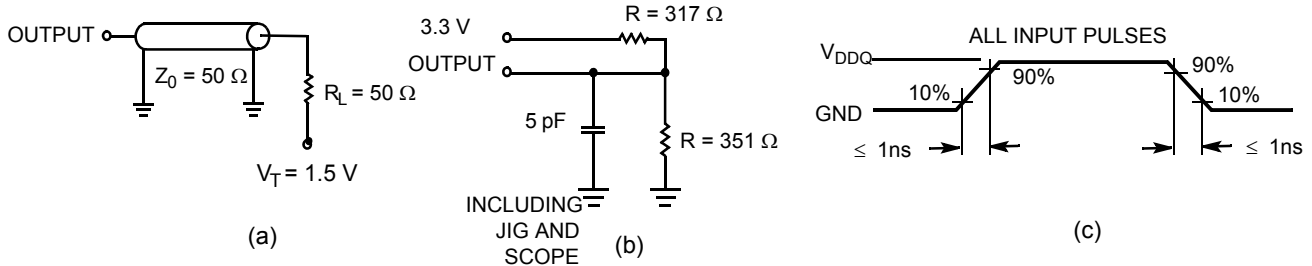 OUTPUT
Z0 = 50 Ω
RL = 50 Ω
VT = 1.5 V
(a)
R = 317 Ω
3.3 V
OUTPUT
5 pF
R = 351 Ω
INCLUDING
JIG AND
SCOPE
(b)
ALL INPUT PULSES
VDDQ
GND
10%
90%
90%
10%
≤ 1ns
≤ 1ns
(c)